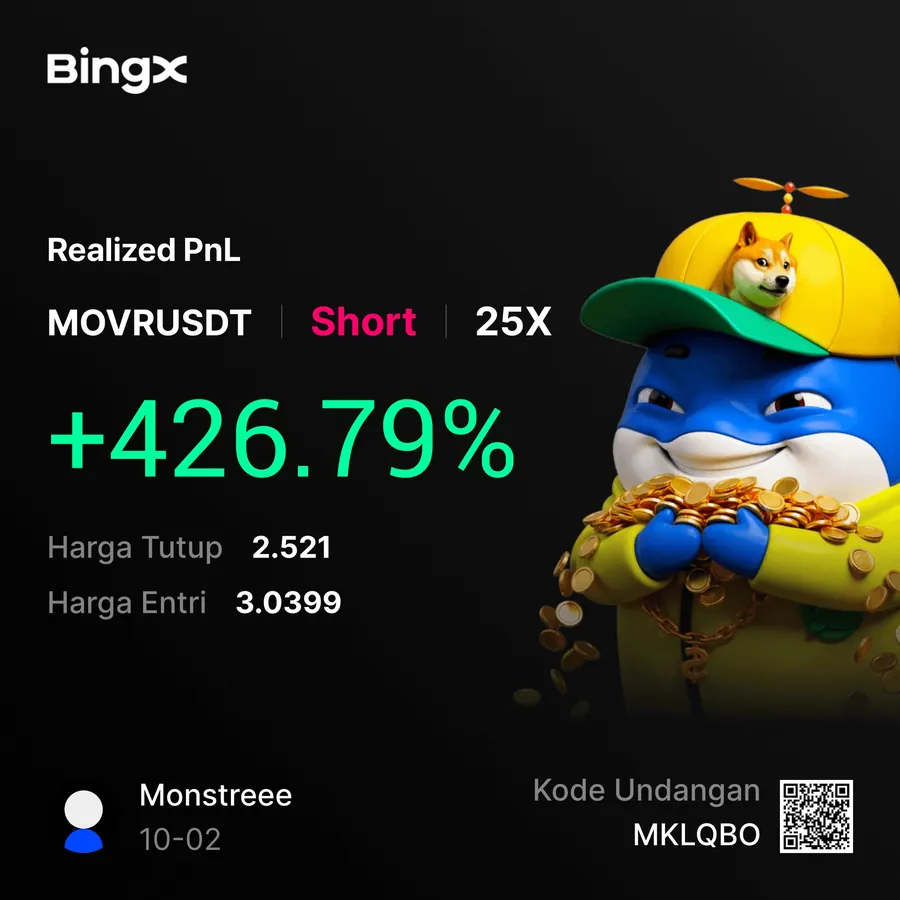 BingX
Realized PnL
MOVRUSDT | Short | 25X
+426.79%
Harga Tutup 2.521
Harga Entri 3.0399
Monstreee
10-02
Kode Undangan
MKLQBO